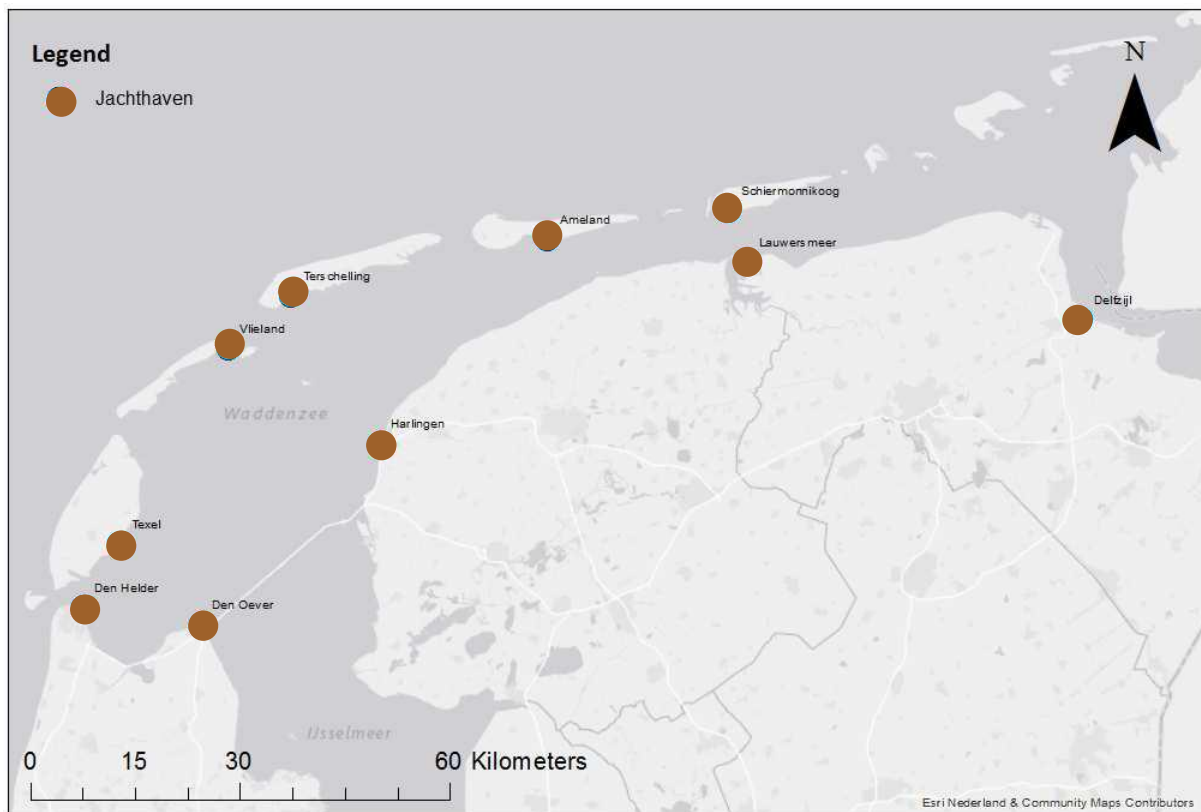 Legend
Jachthaven
N
Schiermonnikoog
Ameland
Lauwersmeer
Terschelling
Delfzijl
Vlieland
Waddenzee
Harlingen
Texel
Den Helder
Den Oever
IJsselmeer
0 15 30 60 Kilometers
Esri Nederland & Community Maps Contributors